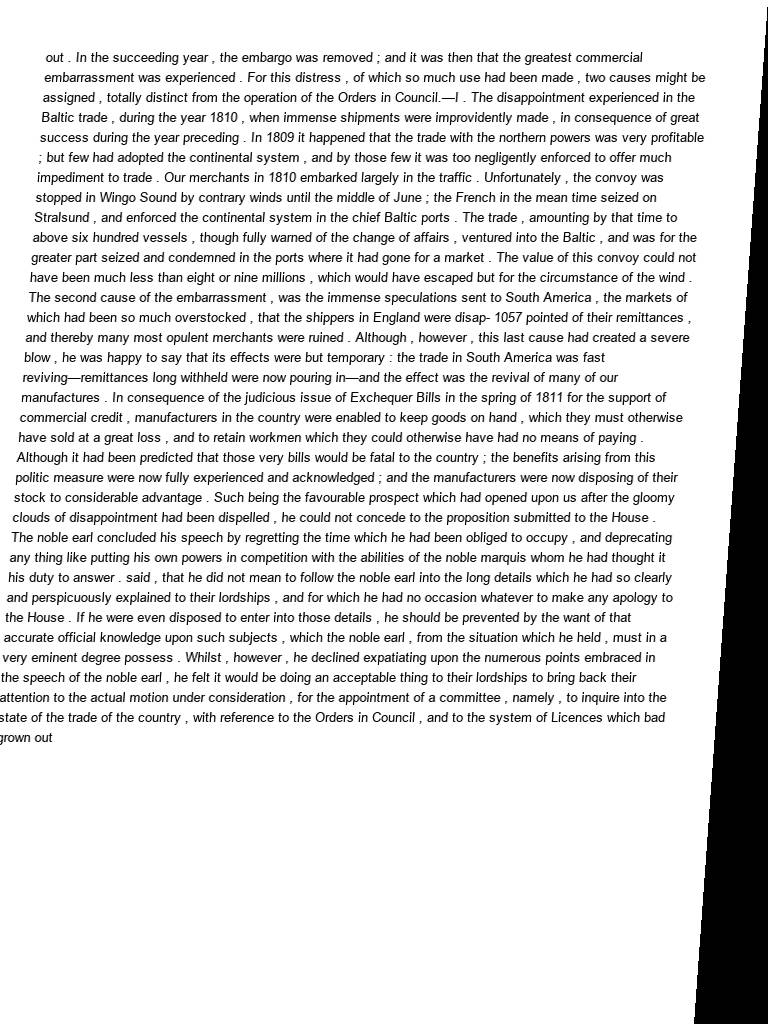 out . In the succeeding year , the embargo was removed ; and it was then that the greatest commercial
embarrassment was experienced . For this distress , of which so much use had been made , two causes might be
assigned , totally distinct from the operation of the Orders in Council.—I . The disappointment experienced in the
Baltic trade , during the year 1810 , when immense shipments were improvidently made , in consequence of great
success during the year preceding . In 1809 it happened that the trade with the northern powers was very profitable
; but few had adopted the continental system , and by those few it was too negligently enforced to offer much
impediment to trade . Our merchants in 1810 embarked largely in the traffic . Unfortunately , the convoy was
stopped in Wingo Sound by contrary winds until the middle of June ; the French in the mean time seized on
Stralsund , and enforced the continental system in the chief Baltic ports . The trade , amounting by that time to
above six hundred vessels , though fully warned of the change of affairs , ventured into the Baltic , and was for the
greater part seized and condemned in the ports where it had gone for a market . The value of this convoy could not
have been much less than eight or nine millions , which would have escaped but for the circumstance of the wind .
The second cause of the embarrassment , was the immense speculations sent to South America , the markets of
which had been so much overstocked , that the shippers in England were disap- 1057 pointed of their remittances ,
and thereby many most opulent merchants were ruined . Although , however , this last cause had created a severe
blow , he was happy to say that its effects were but temporary : the trade in South America was fast
reviving—remittances long withheld were now pouring in—and the effect was the revival of many of our
manufactures . In consequence of the judicious issue of Exchequer Bills in the spring of 1811 for the support of
commercial credit , manufacturers in the country were enabled to keep goods on hand , which they must otherwise
have sold at a great loss , and to retain workmen which they could otherwise have had no means of paying .
Although it had been predicted that those very bills would be fatal to the country ; the benefits arising from this
politic measure were now fully experienced and acknowledged ; and the manufacturers were now disposing of their
stock to considerable advantage . Such being the favourable prospect which had opened upon us after the gloomy
clouds of disappointment had been dispelled , he could not concede to the proposition submitted to the House .
The noble earl concluded his speech by regretting the time which he had been obliged to occupy , and deprecating
any thing like putting his own powers in competition with the abilities of the noble marquis whom he had thought it
his duty to answer . said , that he did not mean to follow the noble earl into the long details which he had so clearly
and perspicuously explained to their lordships , and for which he had no occasion whatever to make any apology to
the House . If he were even disposed to enter into those details , he should be prevented by the want of that
accurate official knowledge upon such subjects , which the noble earl , from the situation which he held , must in a
very eminent degree possess . Whilst , however , he declined expatiating upon the numerous points embraced in
the speech of the noble earl , he felt it would be doing an acceptable thing to their lordships to bring back their
attention to the actual motion under consideration , for the appointment of a committee , namely , to inquire into the
state of the trade of the country , with reference to the Orders in Council , and to the system of Licences which bad
grown out